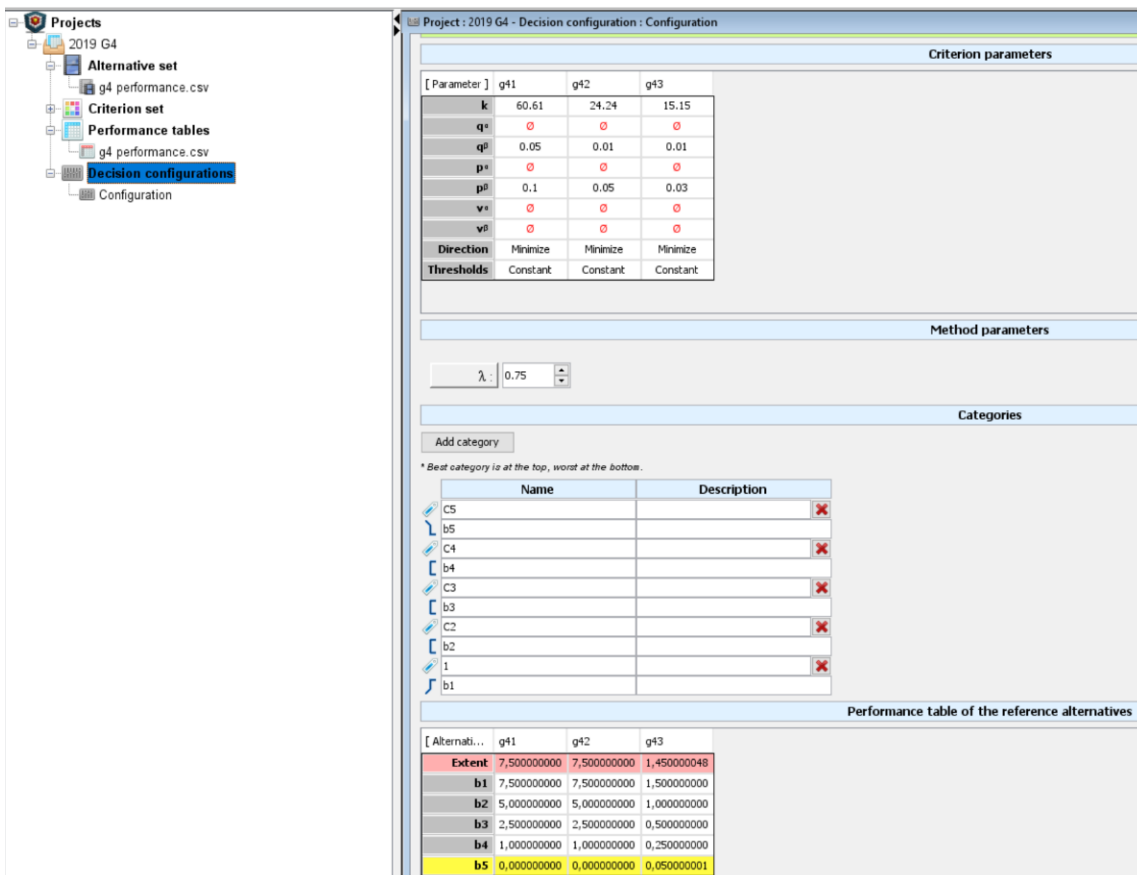 Projects
2019 G4
Alternative set
g4 performance.csv
Criterion set
Performance tables
g4 performance.csv
Decision configurations
Configuration
Project : 2019 G4 - Decision configuration : Configuration
Criterion parameters
[ Parameter ] g41 g42 g43
k 60.61 24.24 15.15
qα Ø Ø Ø
qβ 0.05 0.01 0.01
pα Ø Ø Ø
pβ 0.1 0.05 0.03
vα Ø Ø Ø
vβ Ø Ø Ø
Direction Minimize Minimize Minimize
Thresholds Constant Constant Constant
Method parameters
λ : 0.75
Categories
Add category
* Best category is at the top, worst at the bottom.
Name Description
C5
b5
C4
b4
C3
b3
C2
b2
1
b1
Performance table of the reference alternatives
[ Alternati... g41 g42 g43
Extent 7,500000000 7,500000000 1,450000048
b1 7,500000000 7,500000000 1,500000000
b2 5,000000000 5,000000000 1,000000000
b3 2,500000000 2,500000000 0,500000000
b4 1,000000000 1,000000000 0,250000000
b5 0,000000000 0,000000000 0,050000001